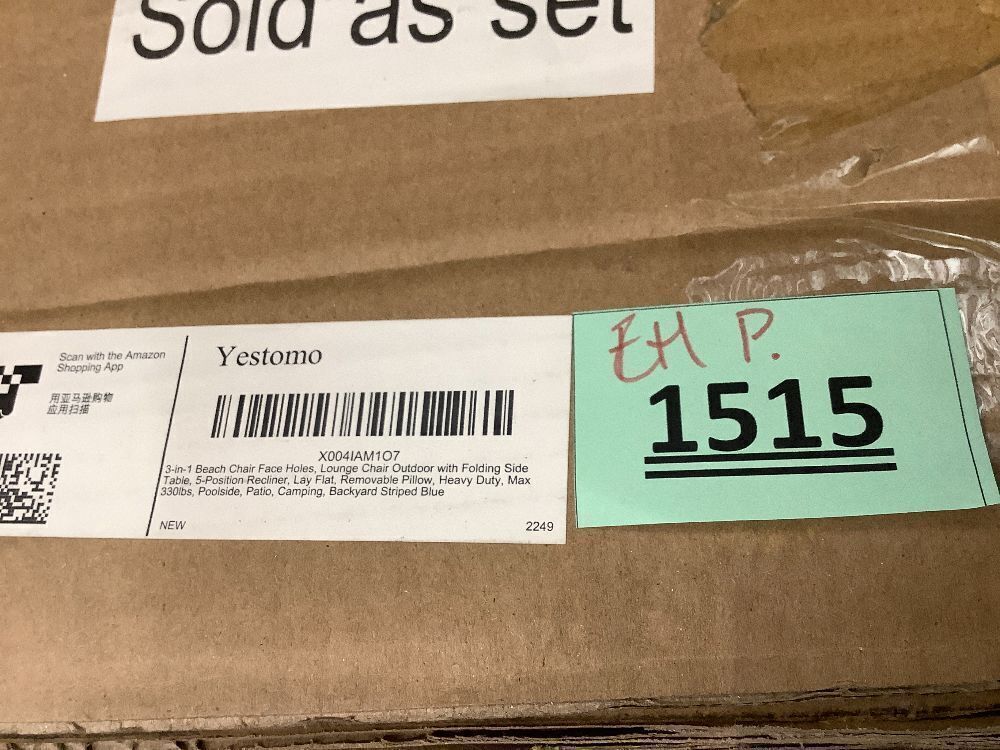 Sold as set
Scan with the Amazon
Shopping App
用亚马逊购物
应用扫描
Yestomo
X004IAM1O7
3-in-1 Beach Chair Face Holes, Lounge Chair Outdoor with Folding Side
Table, 5-Position Recliner, Lay Flat, Removable Pillow, Heavy Duty, Max
330lbs, Poolside, Patio, Camping, Backyard Striped Blue
NEW
2249
EH P.
1515